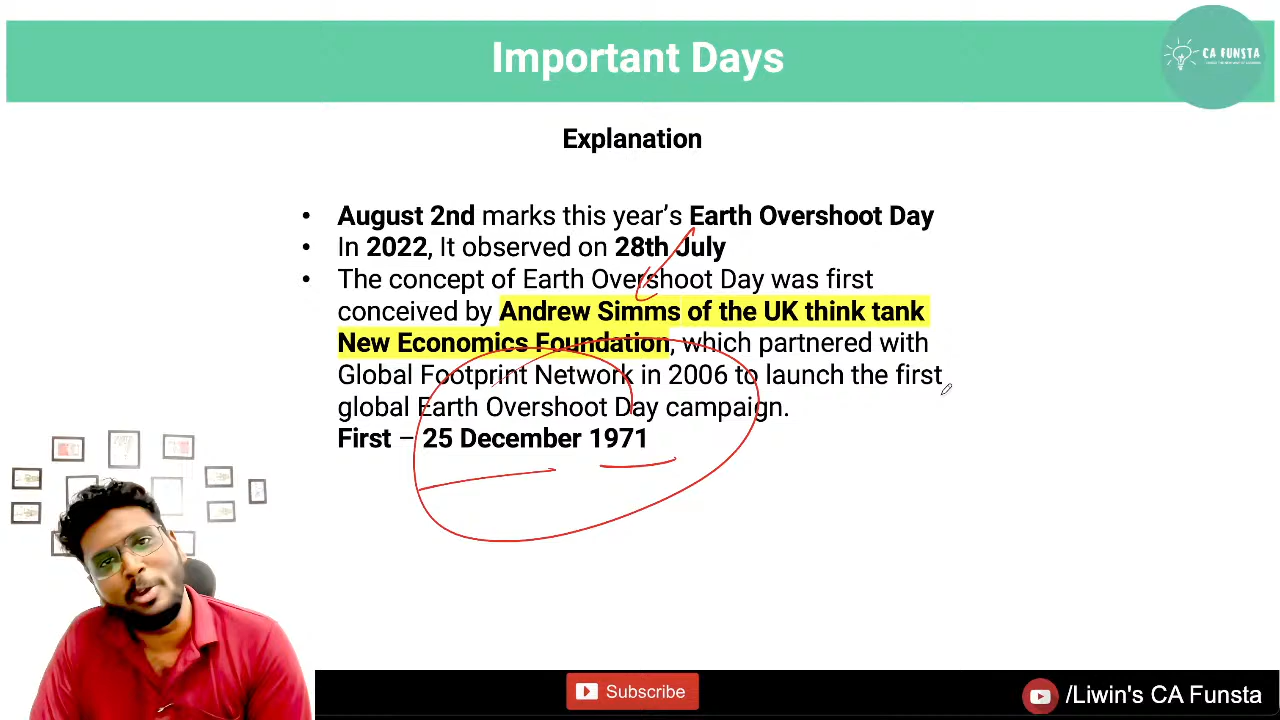 Important Days
CA FUNSTA
Explanation
• August 2nd marks this year’s Earth Overshoot Day
• In 2022, It observed on 28th July
• The concept of Earth Overshoot Day was first
conceived by Andrew Simms of the UK think tank
New Economics Foundation, which partnered with
Global Footprint Network in 2006 to launch the first
global Earth Overshoot Day campaign.
First – 25 December 1971
Subscribe
/Liwin's CA Funsta